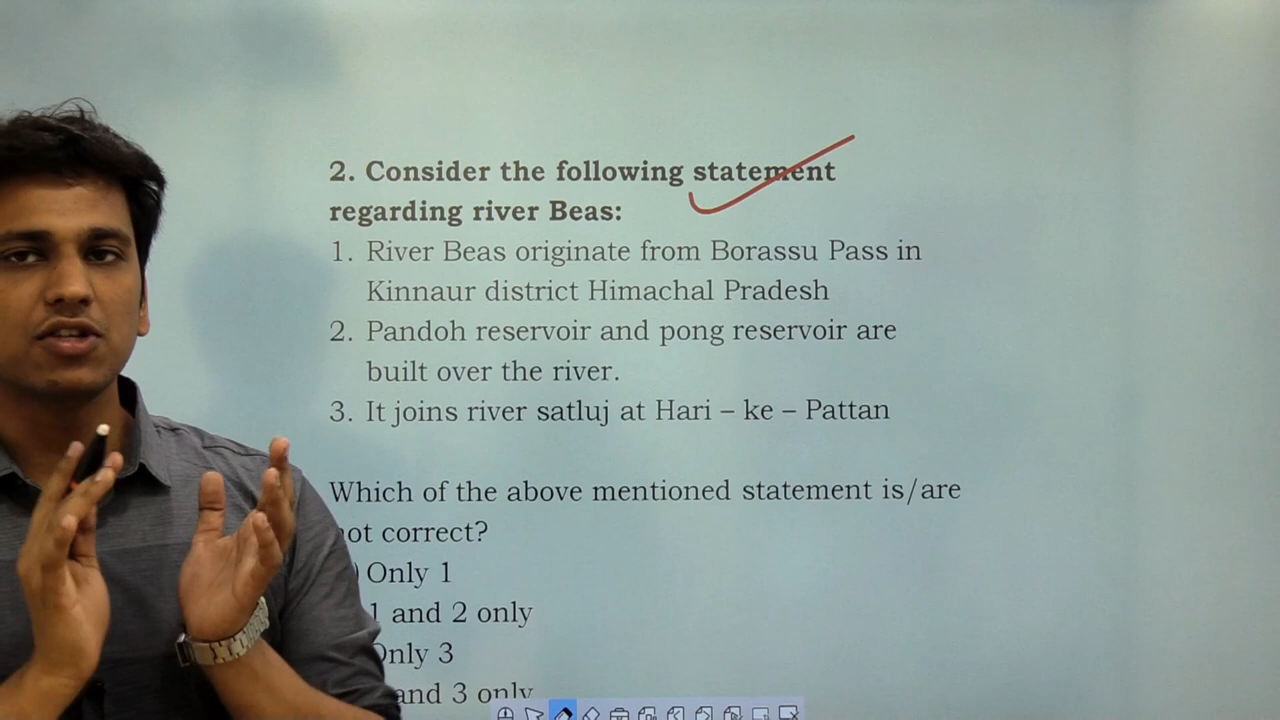 2. Consider the following statement
regarding river Beas:
1. River Beas originate from Borassu Pass in
Kinnaur district Himachal Pradesh
2. Pandoh reservoir and pong reservoir are
built over the river.
3. It joins river satluj at Hari – ke – Pattan
Which of the above mentioned statement is/are
not correct?
) Only 1
1 and 2 only
Only 3
and 3 only